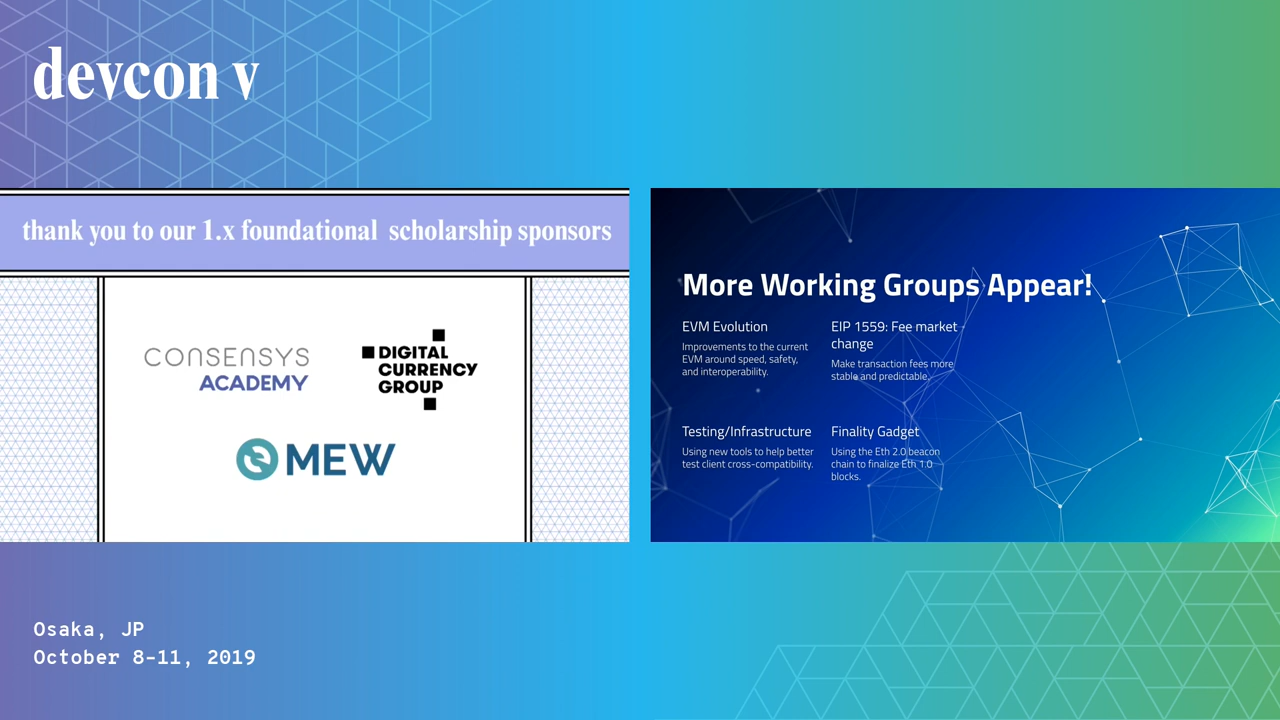 devcon v
thank you to our 1.x foundational scholarship sponsors
CONSENSYS
ACADEMY
DIGITAL
CURRENCY
GROUP
MEW
More Working Groups Appear!
EVM Evolution
Improvements to the current
EVM around speed, safety,
and interoperability.
EIP 1559: Fee market
change
Make transaction fees more
stable and predictable.
Testing/Infrastructure
Using new tools to help better
test client cross-compatibility.
Finality Gadget
Using the Eth 2.0 beacon
chain to finalize Eth 1.0
blocks.
Osaka, JP
October 8-11, 2019